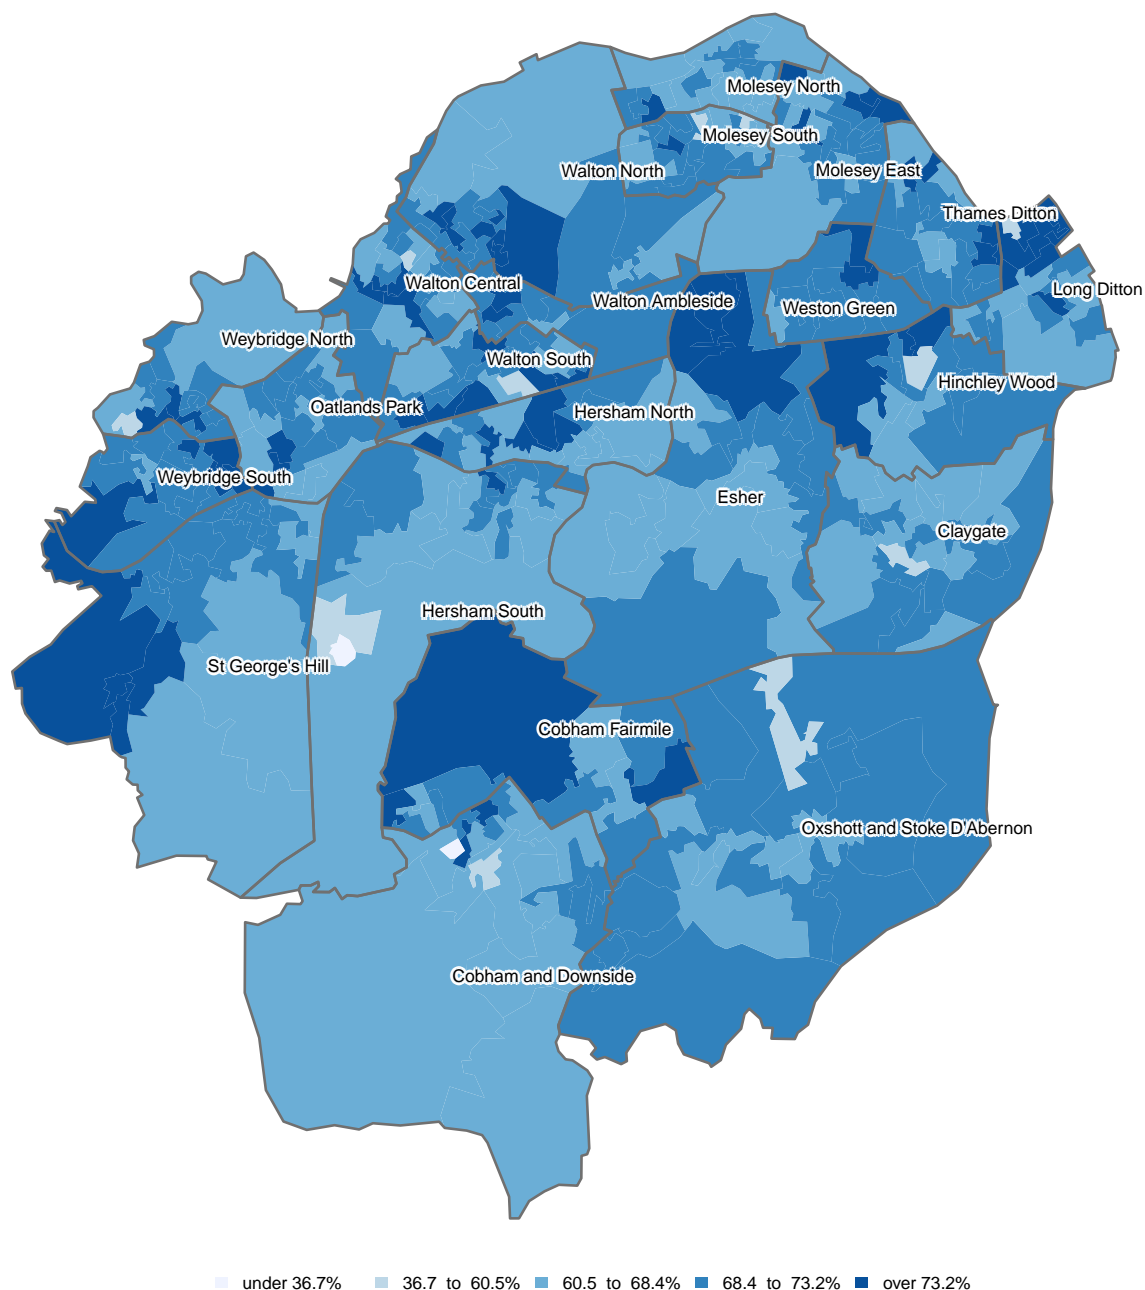 Molesey North
Molesey South
Walton North
Molesey East
Thames Ditton
Walton Central
Long Ditton
Walton Ambleside
Weston Green
Weybridge North
Walton South
Hinchley Wood
Oatlands Park
Hersham North
Weybridge South
Esher
Claygate
Hersham South
St George's Hill
Cobham Fairmile
Oxshott and Stoke D'Abernon
Cobham and Downside
under 36.7% 36.7 to 60.5% 60.5 to 68.4% 68.4 to 73.2% over 73.2%